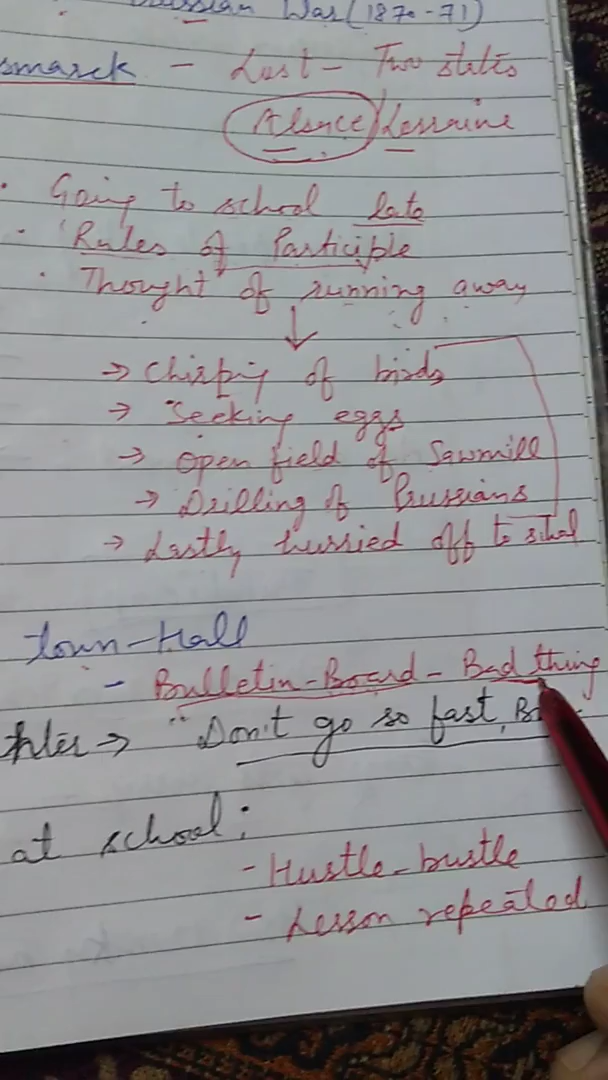 War (1870-71)
smarck - Lost - Two states
Alsace/Lorraine
• Going to school late
• 'Rules of Participle
• Thought of running away
↓
→ Chirping of birds
→ Seeking eggs
→ Open field of Sawmill
→ Drilling of Prussians
→ Lastly hurried off to
Town-Hall
- Bulletin-Board - Bad thing
→ "Don't go so fast,
at school:
- Hustle-bustle
- Lesson repeated